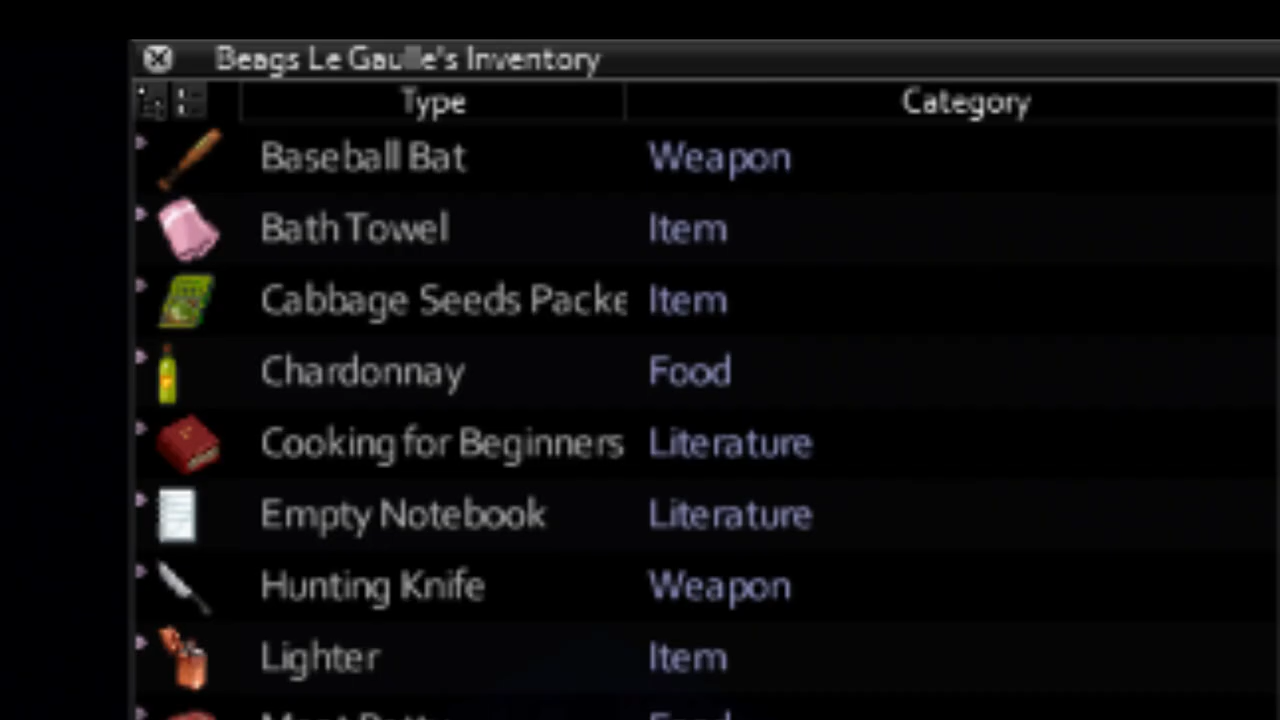 Beags Le Gaulle's Inventory
Type Category
Baseball Bat Weapon
Bath Towel Item
Cabbage Seeds Packe Item
Chardonnay Food
Cooking for Beginners Literature
Empty Notebook Literature
Hunting Knife Weapon
Lighter Item